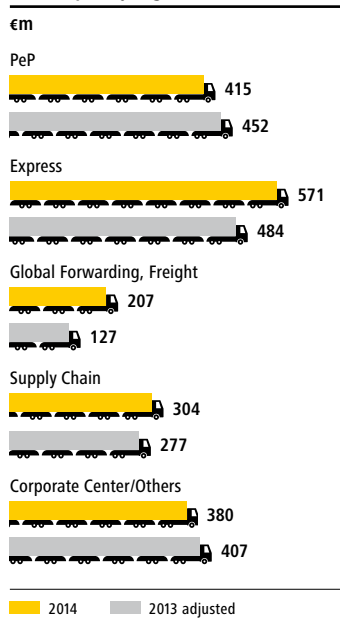 €m
PeP
415
452
Express
571
484
Global Forwarding, Freight
207
127
Supply Chain
304
277
Corporate Center/Others
380
407
2014 2013 adjusted